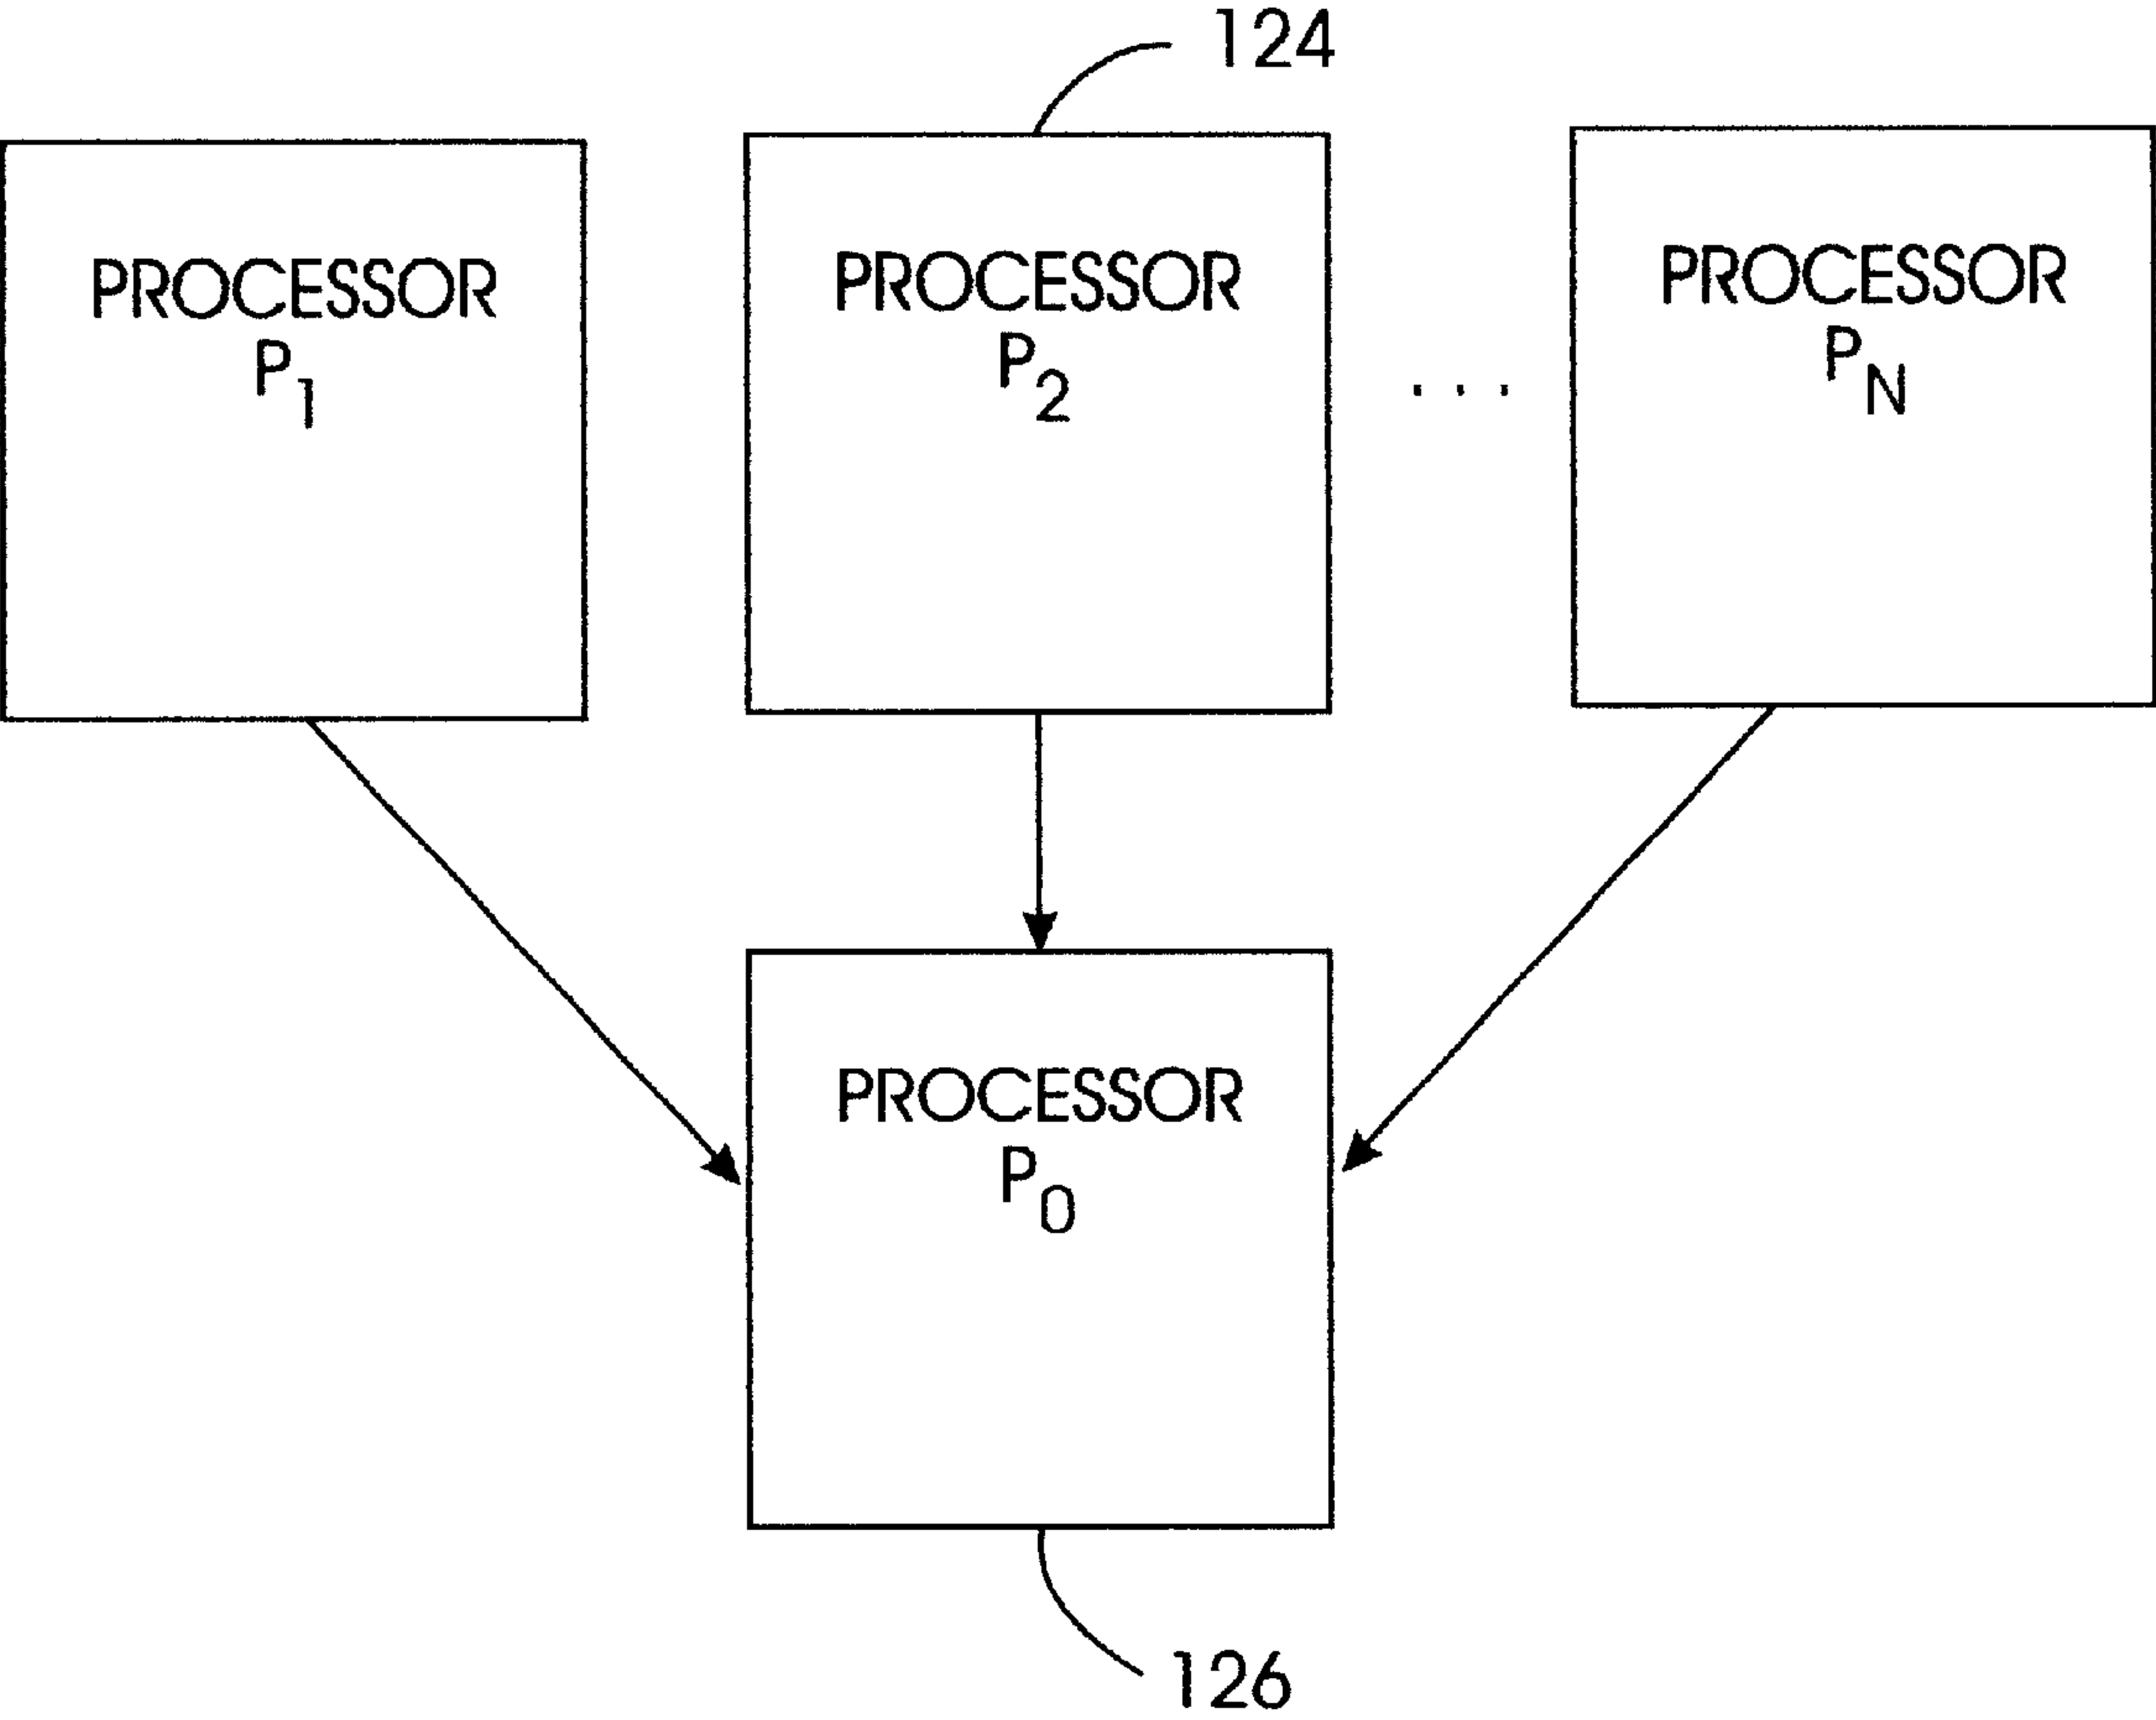 124
PROCESSOR
P1
PROCESSOR
P2
. . .
PROCESSOR
PN
PROCESSOR
P0
126